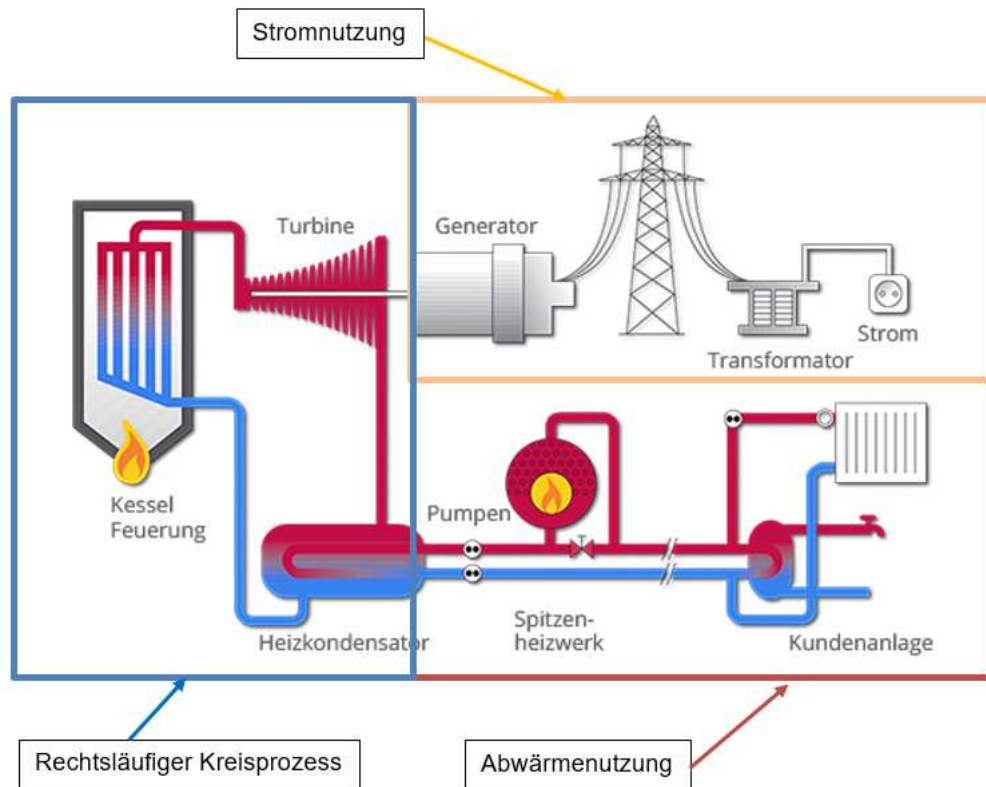 Stromnutzung
Turbine
Generator
Strom
Transformator
Kessel
Feuerung
Pumpen
T
Heizkondensator
Spitzen-
heizwerk
Kundenanlage
Rechtsläufiger Kreisprozess
Abwärmenutzung